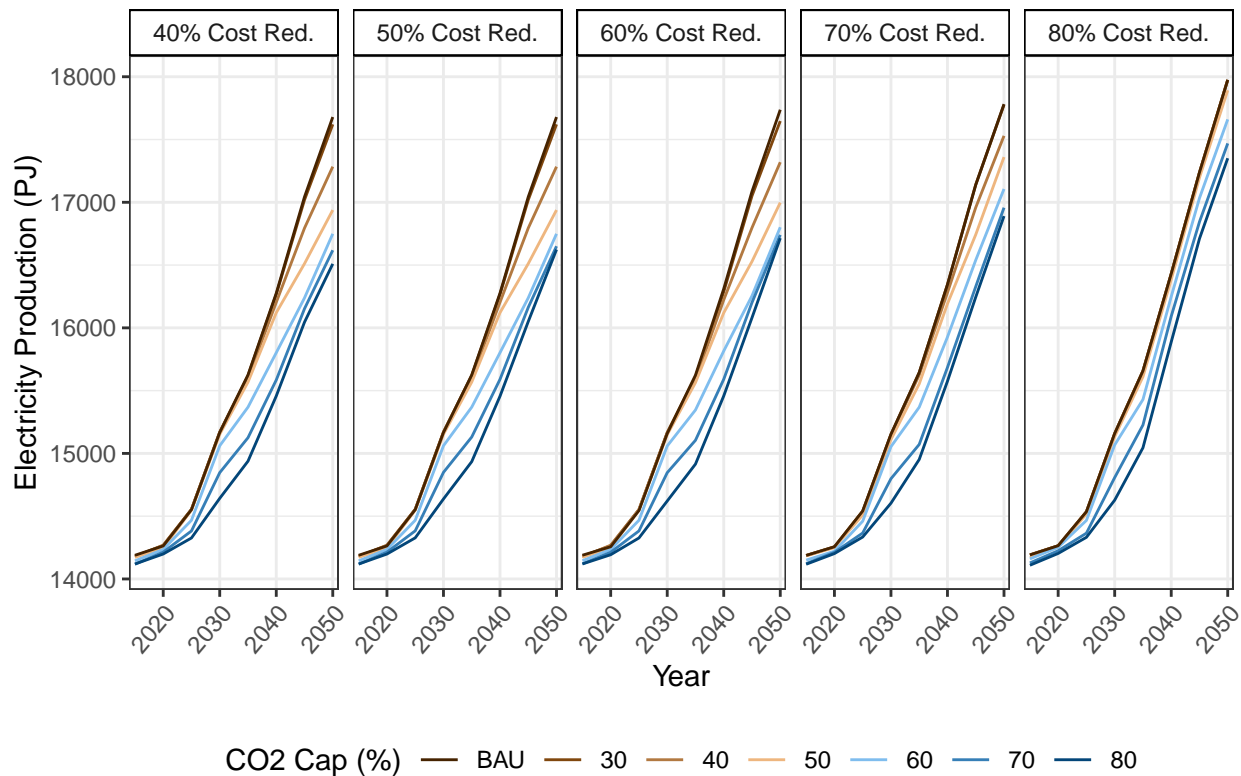 40% Cost Red. 50% Cost Red. 60% Cost Red. 70% Cost Red. 80% Cost Red.
Electricity Production (PJ)
18000
17000
16000
15000
14000
2020 2030 2040 2050 2020 2030 2040 2050 2020 2030 2040 2050 2020 2030 2040 2050 2020 2030 2040 2050
Year
CO2 Cap (%) BAU 30 40 50 60 70 80